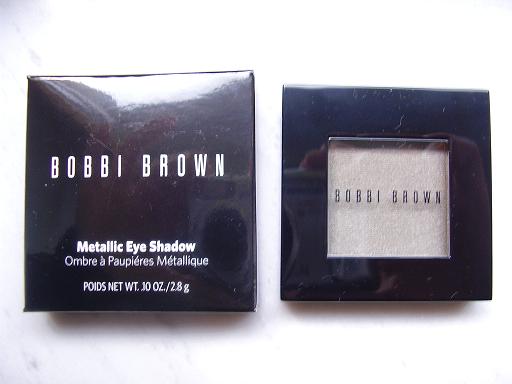 BOBBI BROWN
Metallic Eye Shadow
Ombre à Paupiéres Métallique
POIDS NET WT. .10 OZ./2.8 g
BOBBI BROWN